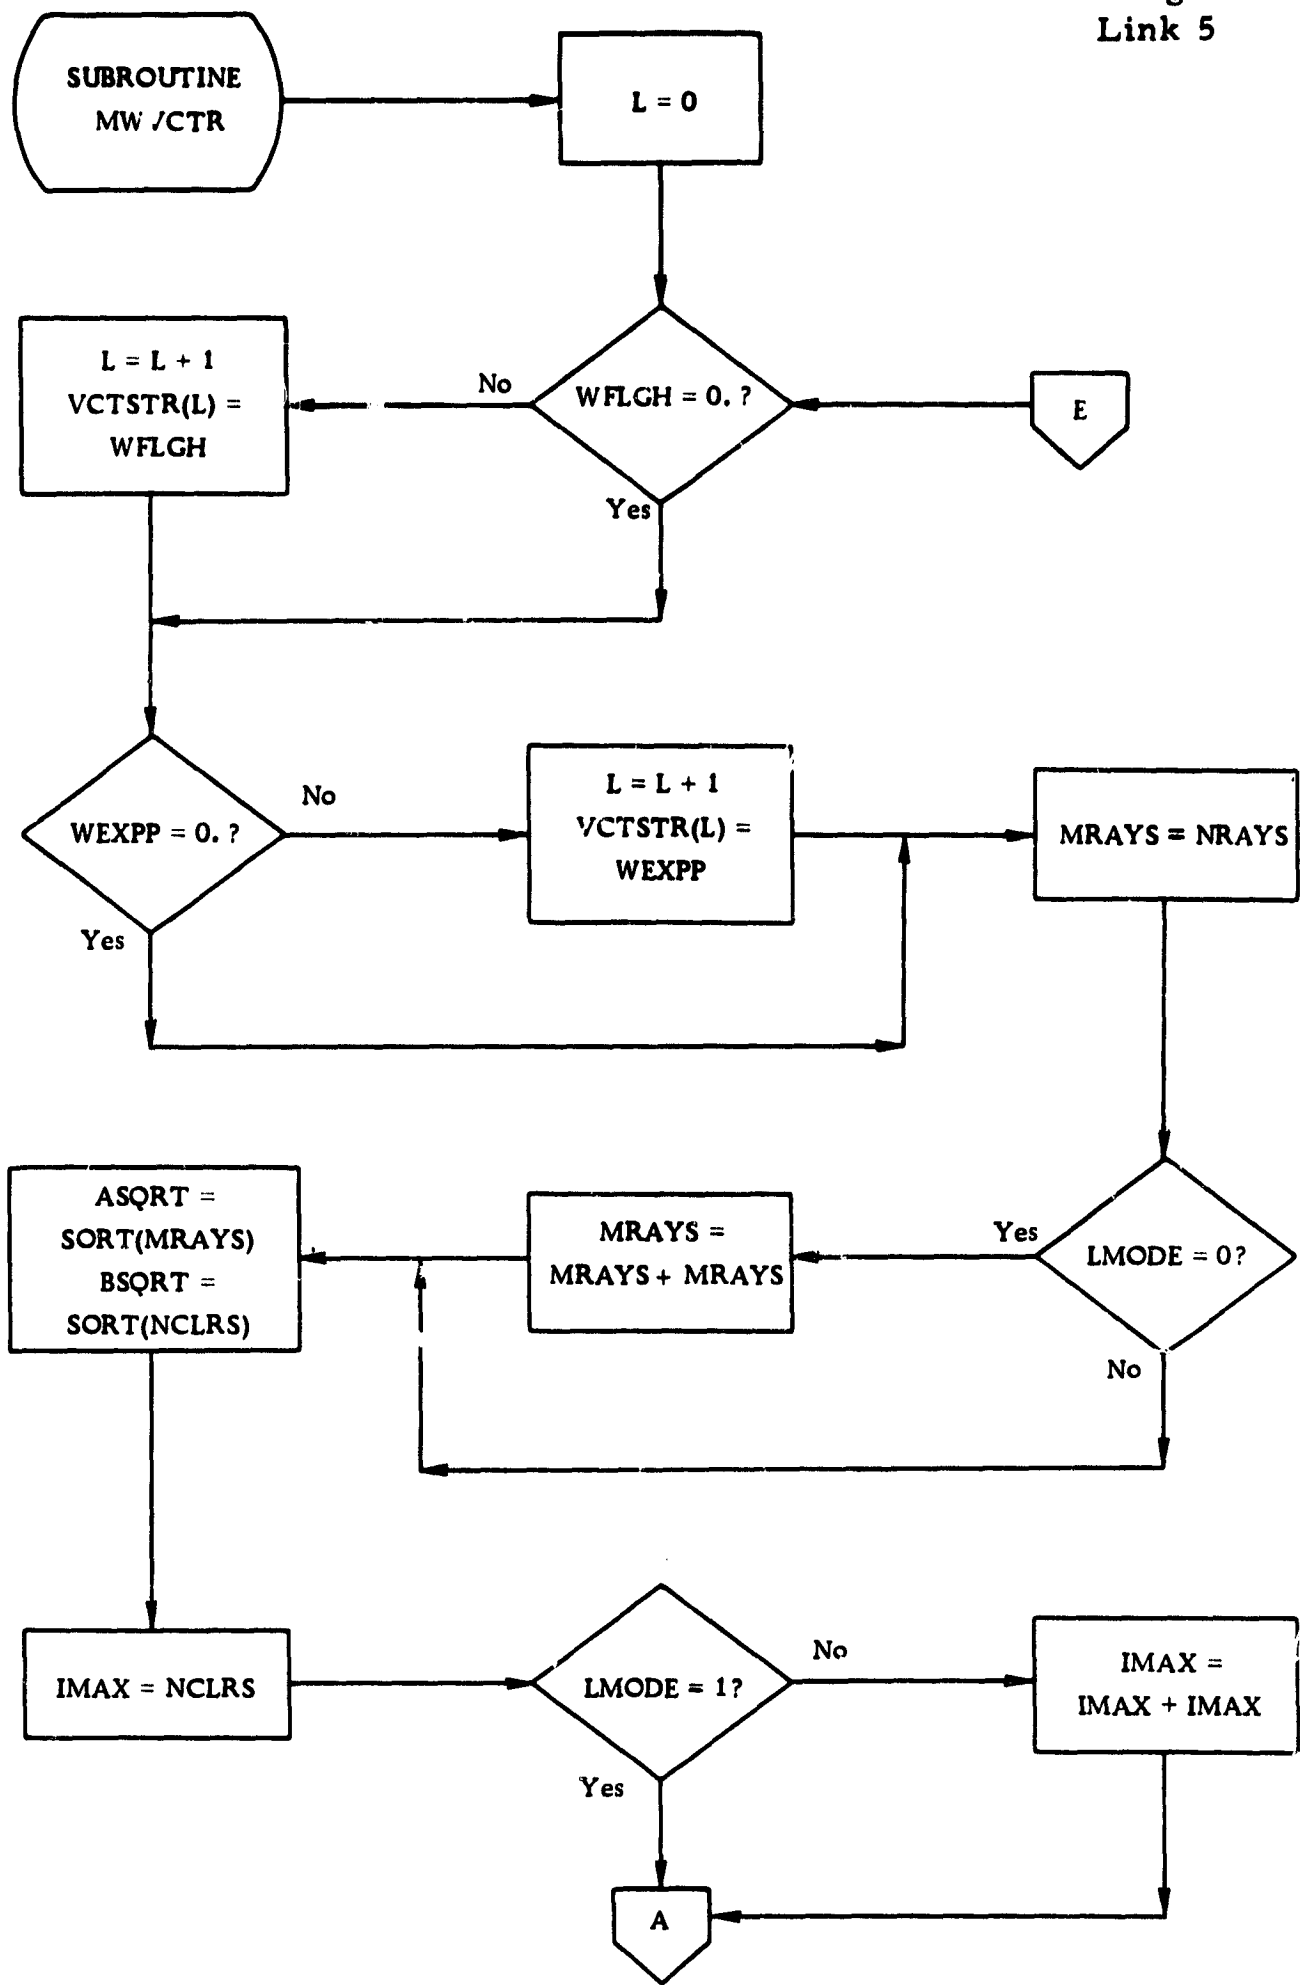 Link 5
SUBROUTINE
L = 0
L = L + 1
VCTSTR(L) =
WFLGH
No
WFLGH = 0. ?
E
Yes
WEXPP = 0. ?
No
L = L + 1
VCTSTR(L) =
WEXPP
MRAYS = NRAYS
Yes
ASQRT =
SORT(MRAYS)
BSQRT =
SORT(NCLRS)
MRAYS =
MRAYS + MRAYS
Yes
LMODE = 0?
No
IMAX = NCLRS
LMODE = 1?
No
IMAX =
IMAX + IMAX
Yes
A